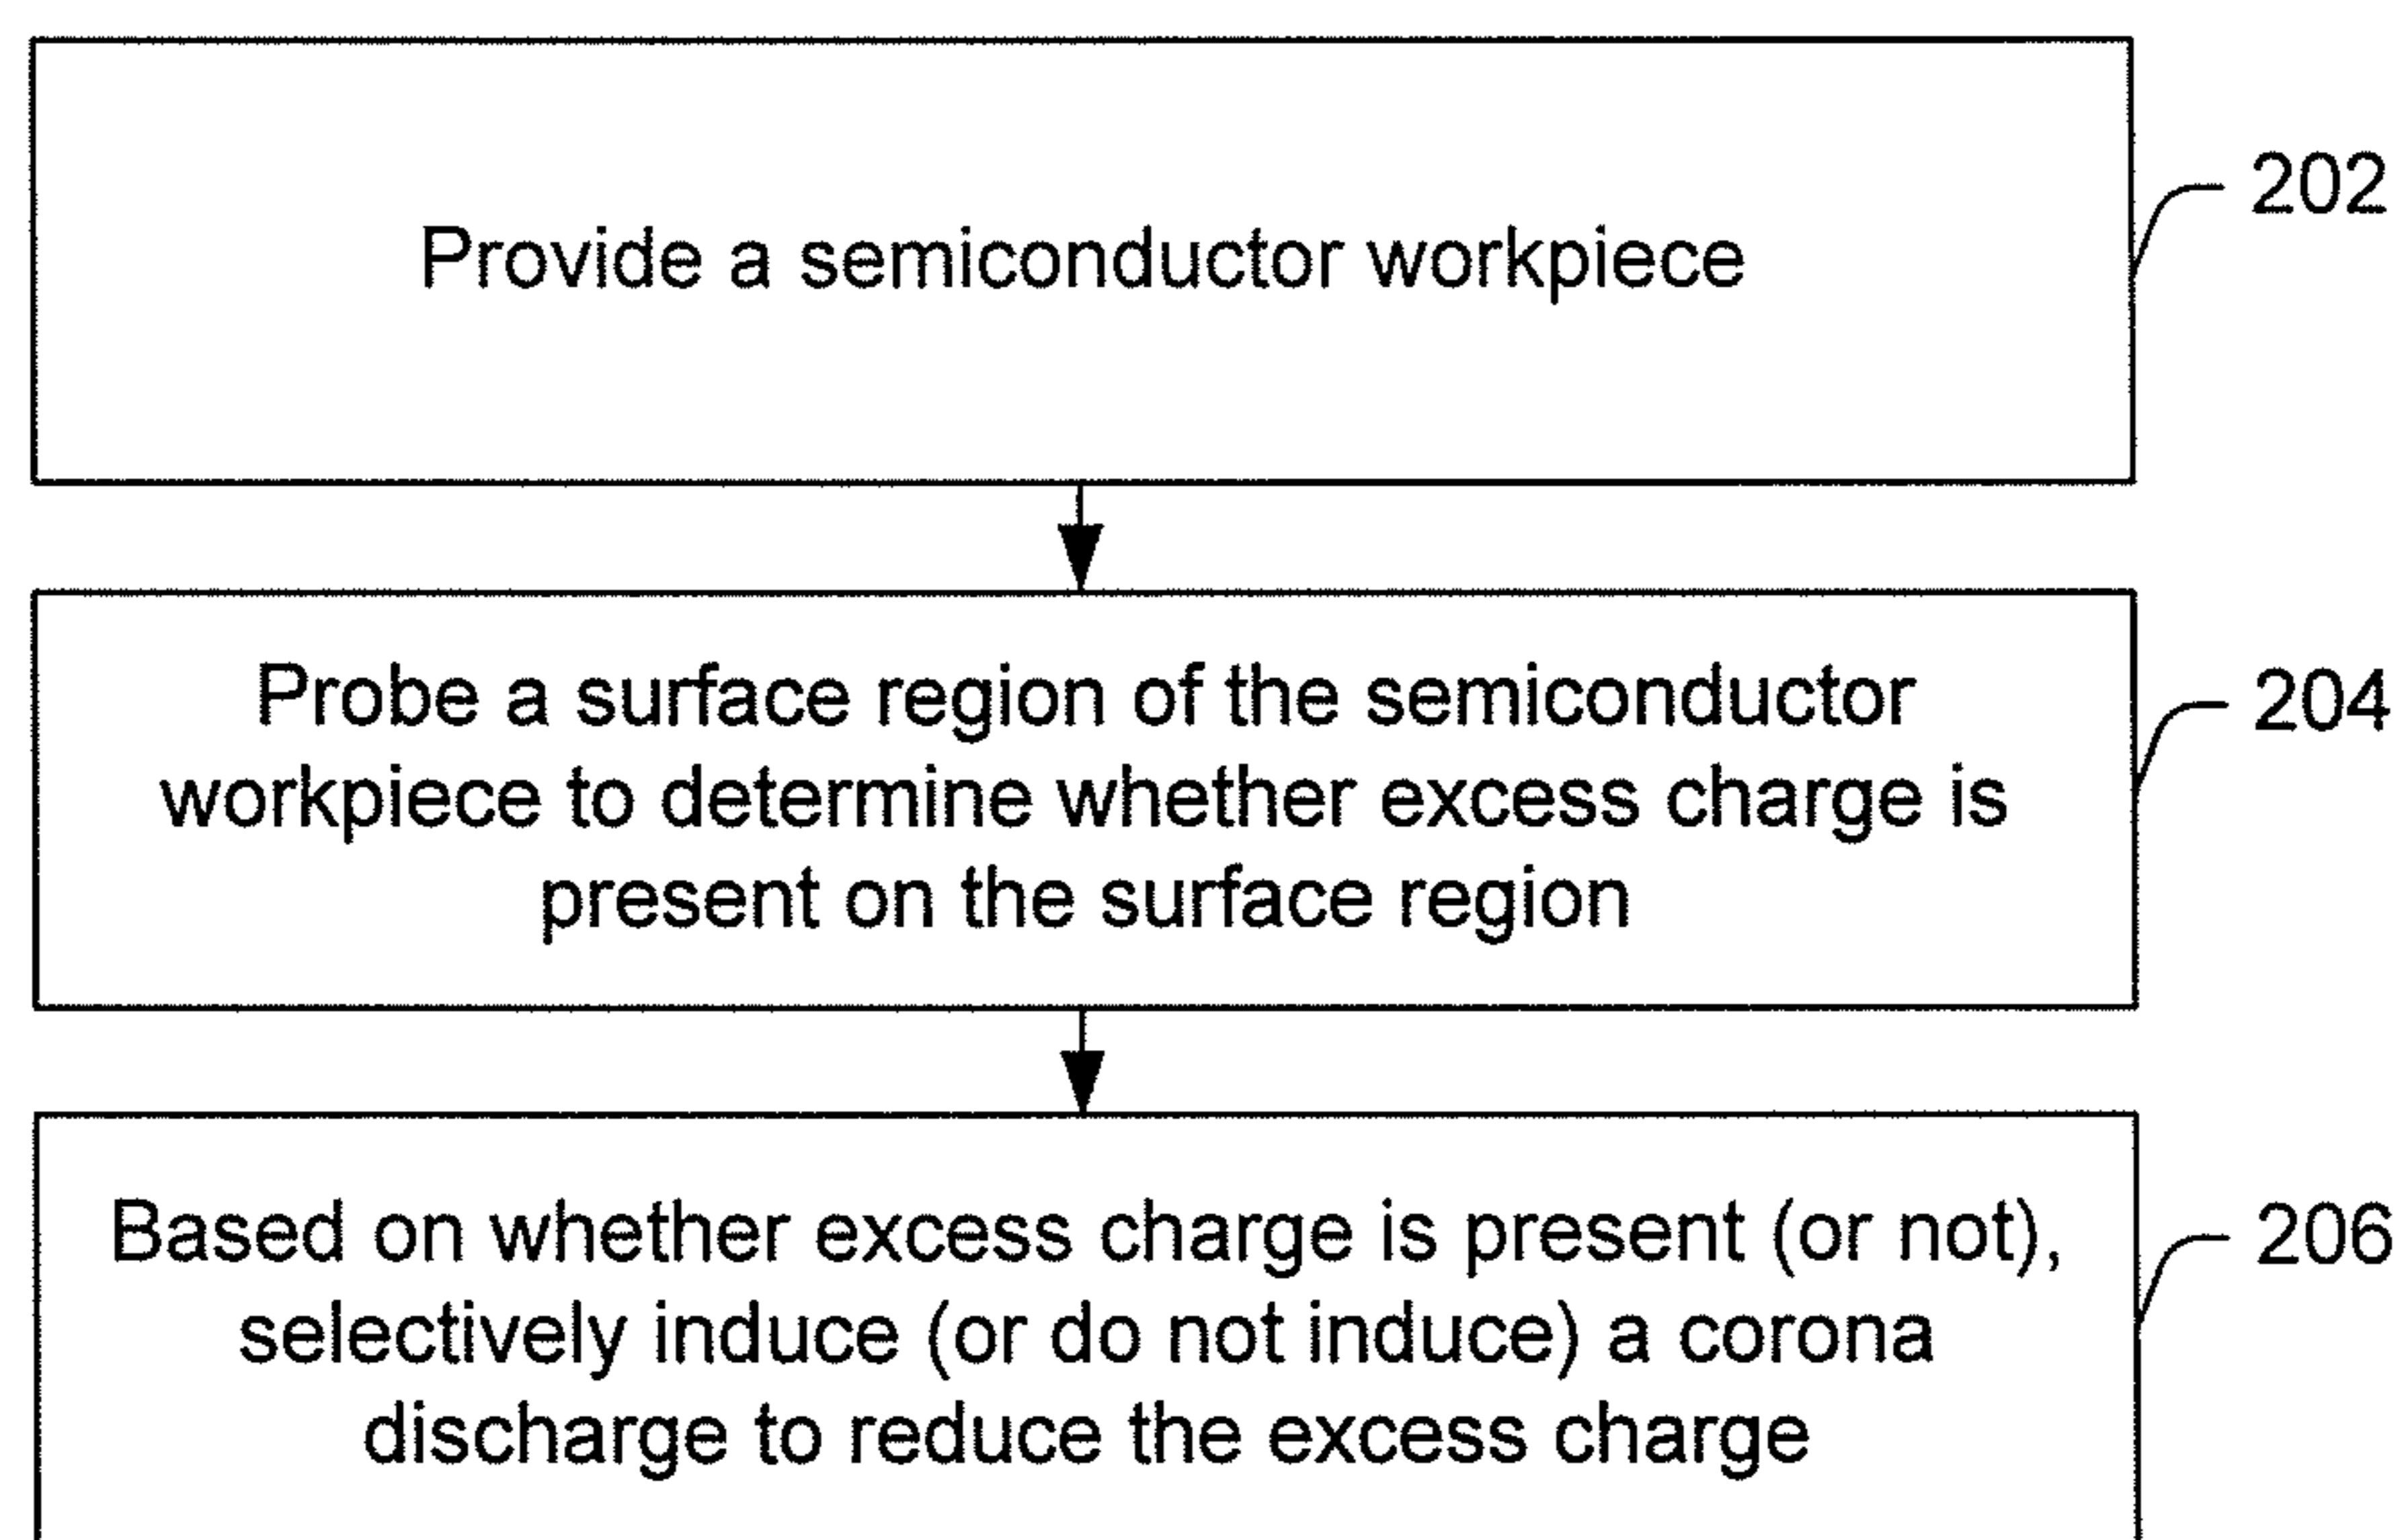 Provide a semiconductor workpiece
202
Probe a surface region of the semiconductor
workpiece to determine whether excess charge is
present on the surface region
204
Based on whether excess charge is present (or not),
selectively induce (or do not induce) a corona
discharge to reduce the excess charge
206